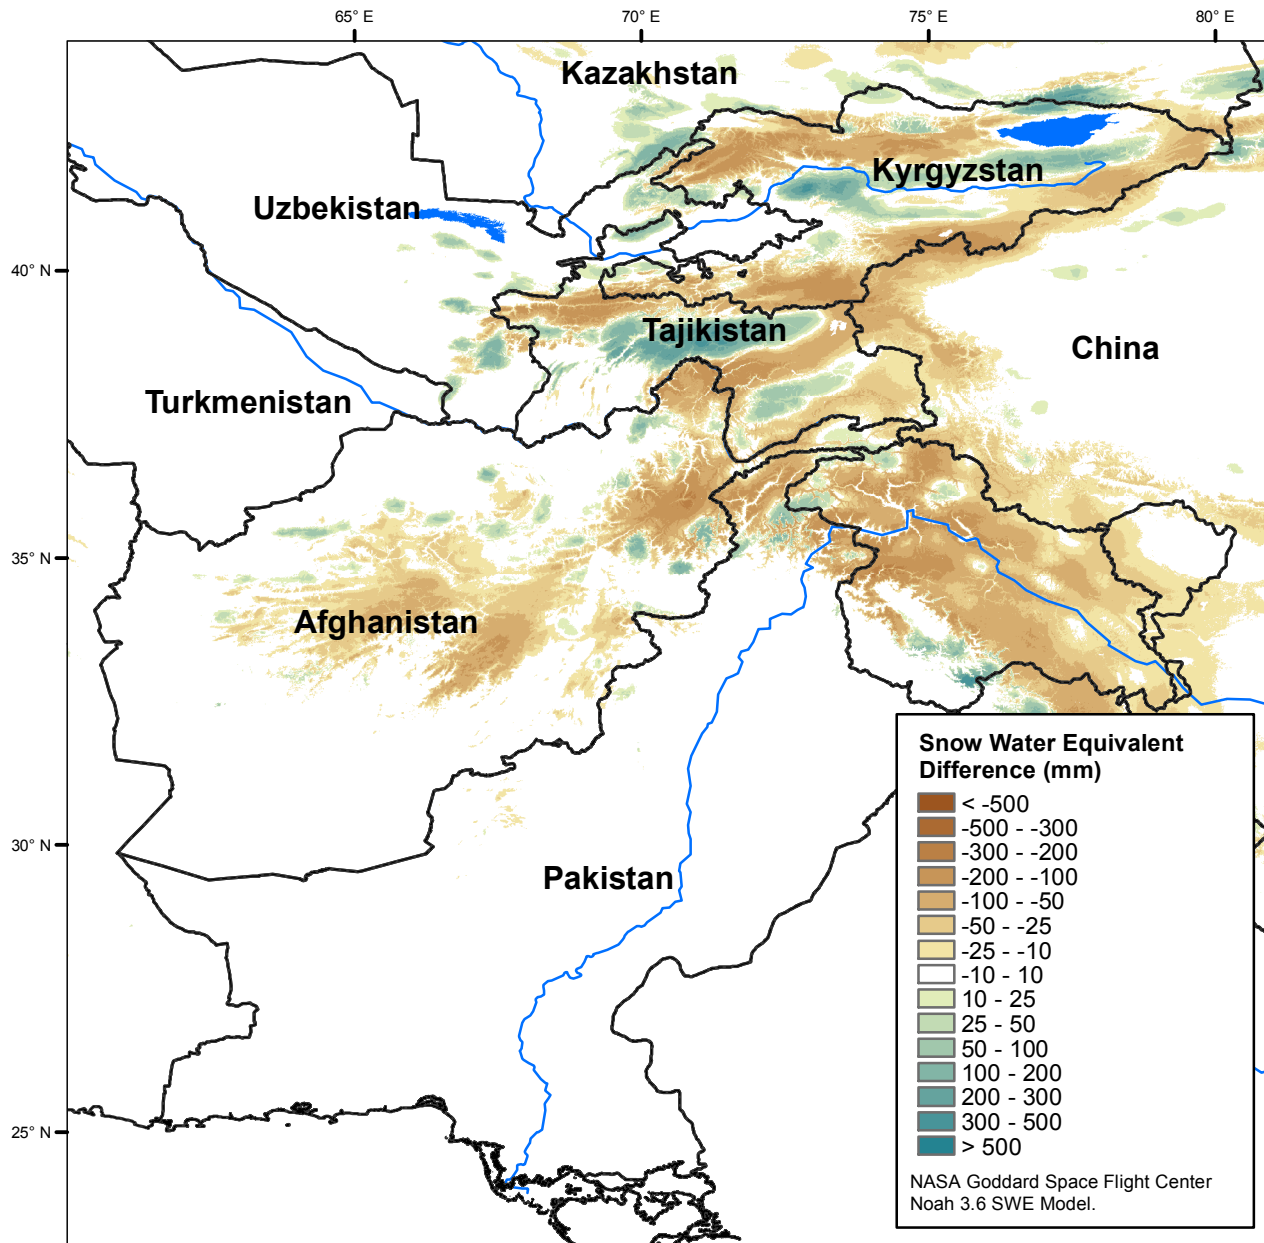 65° E
70° E
75° E
80° E
Kazakhstan
Kyrgyzstan
Uzbekistan
40° N
Tajikistan
China
Turkmenistan
35° N
Afghanistan
Snow Water Equivalent
Difference (mm)
< -500
-500 - -300
-300 - -200
-200 - -100
-100 - -50
-50 - -25
-25 - -10
-10 - 10
10 - 25
25 - 50
50 - 100
100 - 200
200 - 300
300 - 500
> 500
NASA Goddard Space Flight Center
Noah 3.6 SWE Model.
30° N
Pakistan
25° N